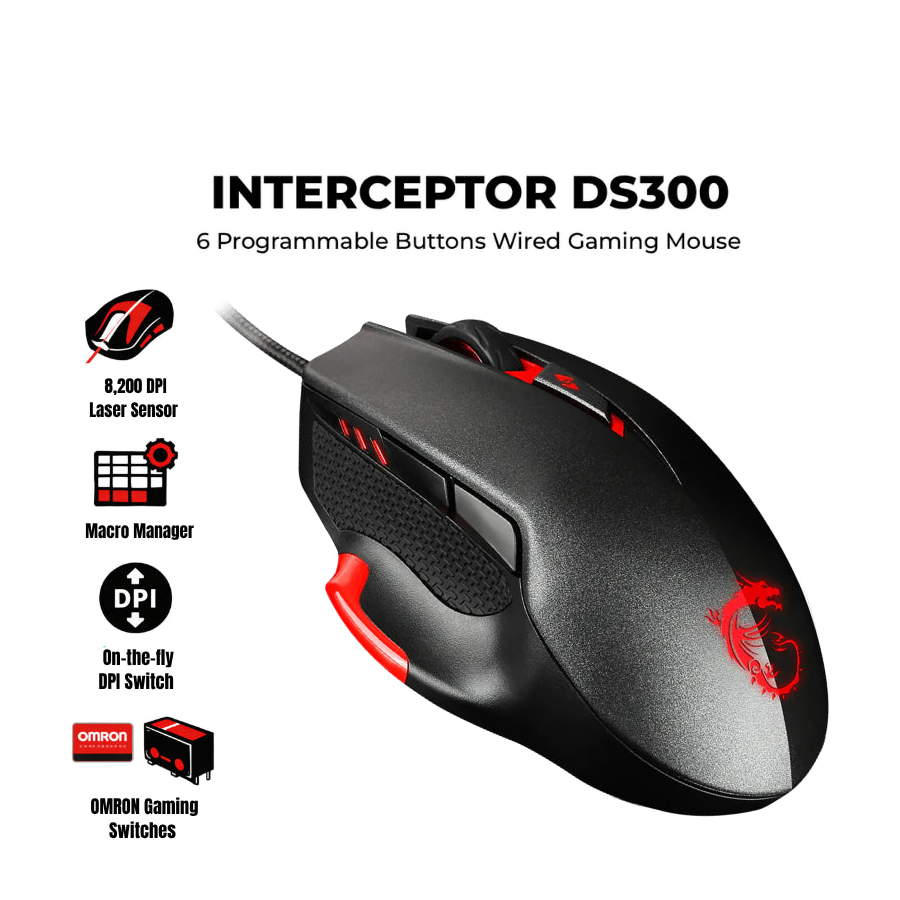 INTERCEPTOR DS300
6 Programmable Buttons Wired Gaming Mouse
8,200 DPI
Laser Sensor
Macro Manager
DPI
On-the-fly
DPI Switch
OMRON
OMRON Gaming
Switches